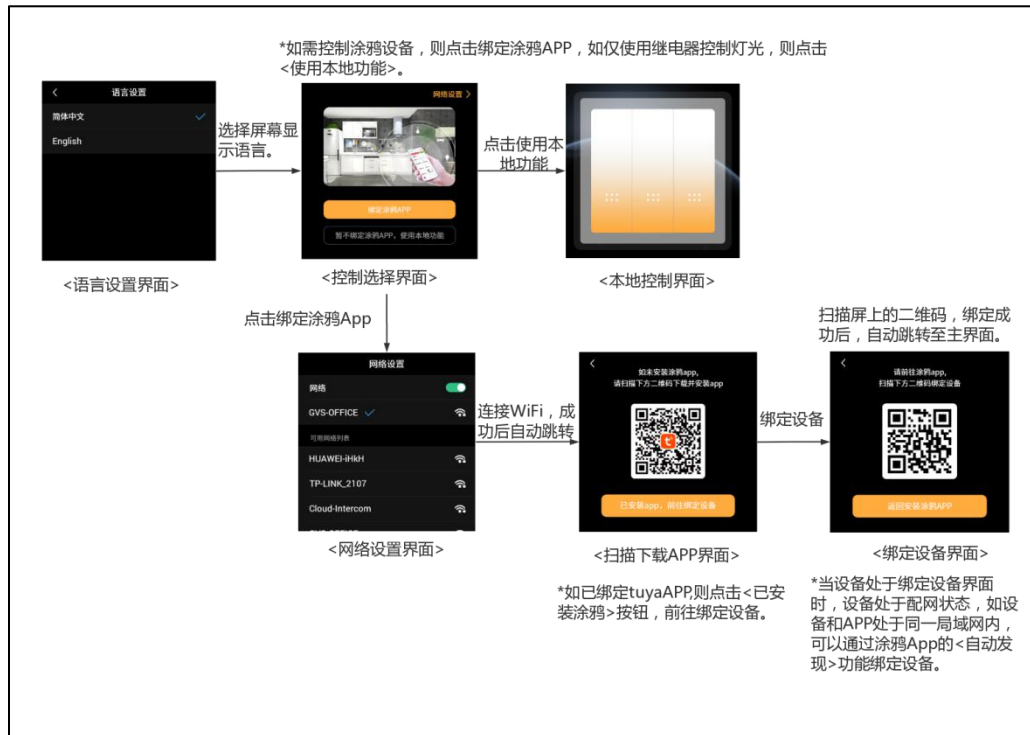 *如需控制涂鸦设备，则点击绑定涂鸦APP，如仅使用继电器控制灯光，则点击
<使用本地功能>。
语言设置
简体中文
English
选择屏幕显
示语言。
网络设置
绑定涂鸦APP
暂不绑定涂鸦APP，使用本地功能
点击使用本
地功能
<语言设置界面>
<控制选择界面>
<本地控制界面>
点击绑定涂鸦App
网络设置
网络
GVS-OFFICE
可用网络列表
HUAWEI-iHkH
TP-LINK_2107
Cloud-Intercom
<网络设置界面>
连接WiFi，成
功后自动跳转
如未安装涂鸦app,
请扫描下方二维码下载并安装app
已安装app，前往绑定设备
<扫描下载APP界面>
*如已绑定tuyaAPP,则点击<已安
装涂鸦>按钮，前往绑定设备。
绑定设备
扫描屏上的二维码，绑定成
功后，自动跳转至主界面。
请前往涂鸦app,
扫描下方二维码绑定设备
返回安装涂鸦APP
<绑定设备界面>
*当设备处于绑定设备界面
时，设备处于配网状态，如设
备和APP处于同一局域网内，
可以通过涂鸦App的<自动发
现>功能绑定设备。